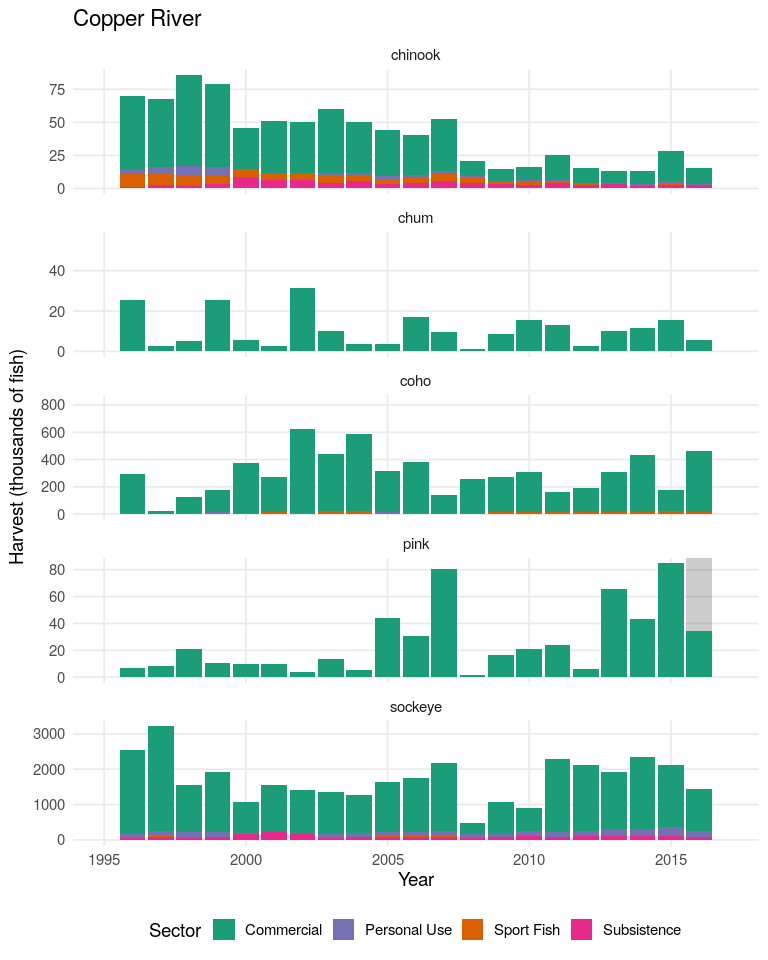 Copper River
chinook
75
50
25
0
chum
40
20
0
coho
800
600
400
200
0
pink
80
60
40
20
0
sockeye
3000
2000
1000
0
1995 2000 2005 2010 2015
Year
Harvest (thousands of fish)
Sector Commercial Personal Use Sport Fish Subsistence